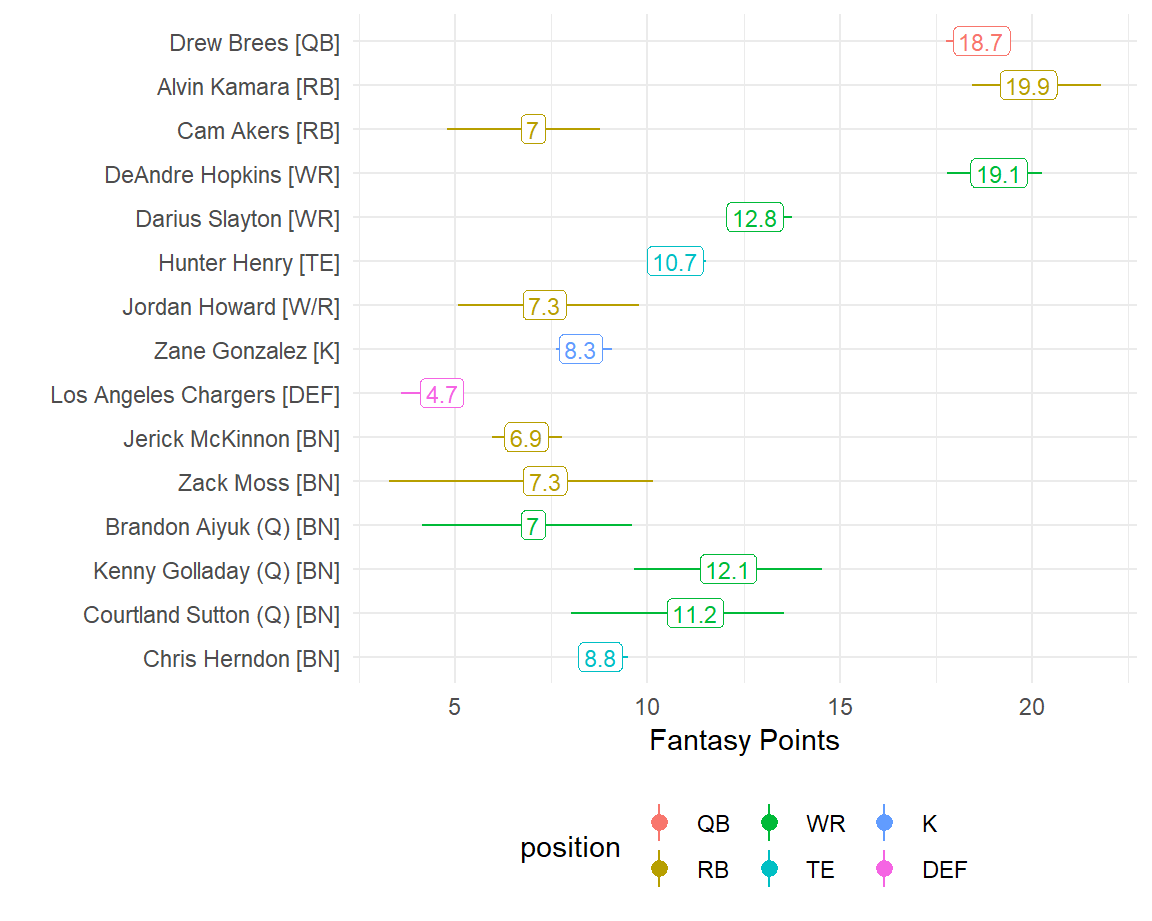 Drew Brees [QB] 18.7
Alvin Kamara [RB] 19.9
Cam Akers [RB] 7
DeAndre Hopkins [WR] 19.1
Darius Slayton [WR] 12.8
Hunter Henry [TE] 10.7
Jordan Howard [W/R] 7.3
Zane Gonzalez [K] 8.3
Los Angeles Chargers [DEF] 4.7
Jerick McKinnon [BN] 6.9
Zack Moss [BN] 7.3
Brandon Aiyuk (Q) [BN] 7
Kenny Golladay (Q) [BN] 12.1
Courtland Sutton (Q) [BN] 11.2
Chris Herndon [BN] 8.8
5 10 15 20
Fantasy Points
position
QB WR K
RB TE DEF